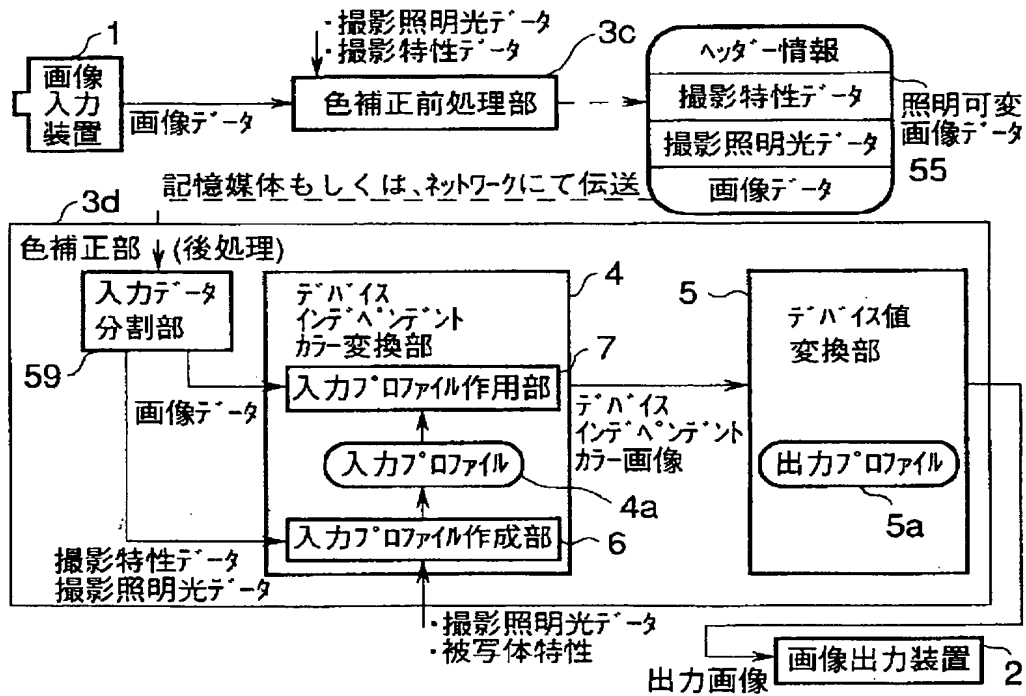 1
画像
入力
装置
画像データ
・撮影照明光データ
・撮影特性データ
3c
色補正前処理部
ヘッダー情報
撮影特性データ
撮影照明光データ
画像データ
照明可変
画像データ
55
記憶媒体もしくは、ネットワークにて伝送
3d
色補正部
(後処理)
入力データ
分割部
59
画像データ
撮影特性データ
撮影照明光データ
4
デバイス
インデペンデント
カラー変換部
7
入力プロファイル作用部
入力プロファイル
4a
入力プロファイル作成部
6
・撮影照明光データ
・被写体特性
デバイス
インデペンデント
カラー画像
5
デバイス値
変換部
出力プロファイル
5a
出力画像
画像出力装置
2